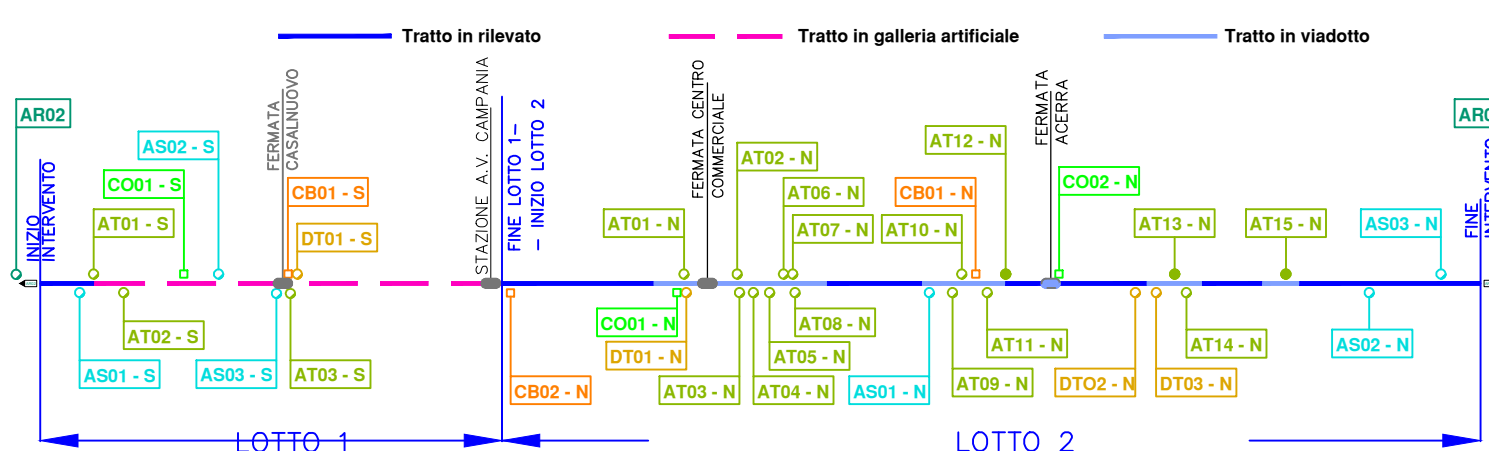 Tratto in rilevato
Tratto in galleria artificiale
Tratto in viadotto
AR02
INIZIO
INTERVENTO
AS02 - S
CO01 - S
AT01 - S
FERMATA
CASALNUOVO
CB01 - S
DT01 - S
STAZIONE A.V. CAMPANIA
FINE LOTTO 1-
- INIZIO LOTTO 2
AT01 - N
FERMATA CENTRO
COMMERCIALE
AT02 - N
AT06 - N
AT07 - N
AT12 - N
CB01 - N
AT10 - N
FERMATA
ACERRA
CO02 - N
AT13 - N
AT15 - N
AS03 - N
FINE
AT02 - S
AS01 - S
AS03 - S
AT03 - S
CB02 - N
CO01 - N
DT01 - N
AT03 - N
AT08 - N
AT05 - N
AT04 - N
AS01 - N
AT11 - N
AT09 - N
DTO2 - N
AT14 - N
DT03 - N
AS02 - N
LOTTO 1
LOTTO 2